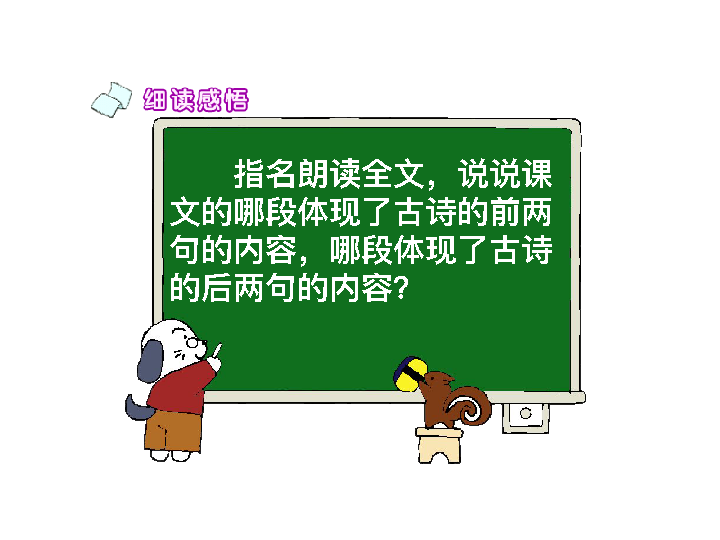 细读感悟
指名朗读全文，说说课
文的哪段体现了古诗的前两
句的内容，哪段体现了古诗
的后两句的内容？